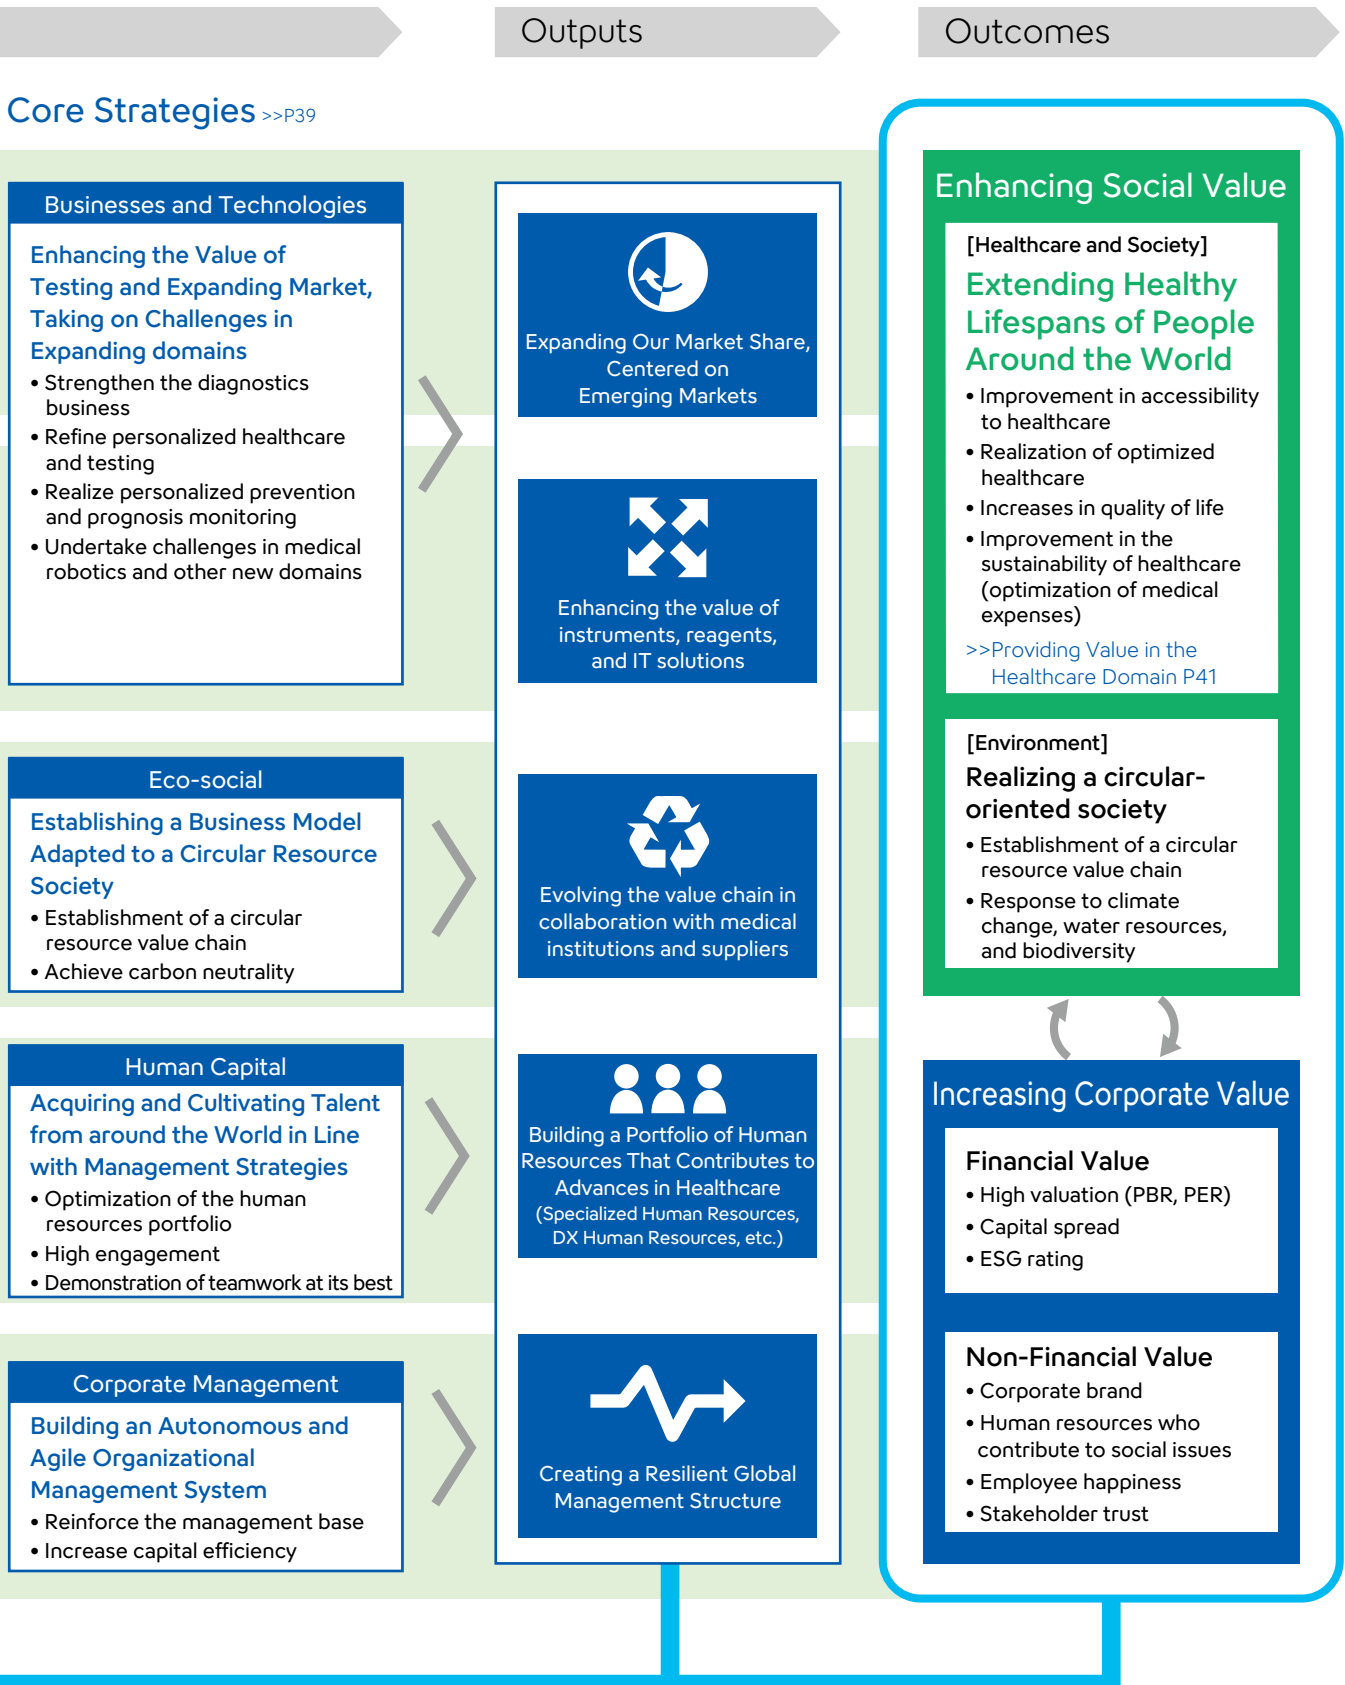 Outputs
Outcomes
Core Strategies >>P39
Businesses and Technologies
Enhancing the Value of
Testing and Expanding Market,
Taking on Challenges in
Expanding domains
• Strengthen the diagnostics
business
• Refine personalized healthcare
and testing
• Realize personalized prevention
and prognosis monitoring
• Undertake challenges in medical
robotics and other new domains
Eco-social
Establishing a Business Model
Adapted to a Circular Resource
Society
• Establishment of a circular
resource value chain
• Achieve carbon neutrality
Human Capital
Acquiring and Cultivating Talent
from around the World in Line
with Management Strategies
• Optimization of the human
resources portfolio
• High engagement
• Demonstration of teamwork at its best
Corporate Management
Building an Autonomous and
Agile Organizational
Management System
• Reinforce the management base
• Increase capital efficiency
Expanding Our Market Share,
Centered on
Emerging Markets
Enhancing the value of
instruments, reagents,
and IT solutions
Evolving the value chain in
collaboration with medical
institutions and suppliers
Building a Portfolio of Human
Resources That Contributes to
Advances in Healthcare
(Specialized Human Resources,
DX Human Resources, etc.)
Creating a Resilient Global
Management Structure
Enhancing Social Value
[Healthcare and Society]
Extending Healthy
Lifespans of People
Around the World
• Improvement in accessibility
to healthcare
• Realization of optimized
healthcare
• Increases in quality of life
• Improvement in the
sustainability of healthcare
(optimization of medical
expenses)
>>Providing Value in the
Healthcare Domain P41
[Environment]
Realizing a circular-
oriented society
• Establishment of a circular
resource value chain
• Response to climate
change, water resources,
and biodiversity
Increasing Corporate Value
Financial Value
• High valuation (PBR, PER)
• Capital spread
• ESG rating
Non-Financial Value
• Corporate brand
• Human resources who
contribute to social issues
• Employee happiness
• Stakeholder trust